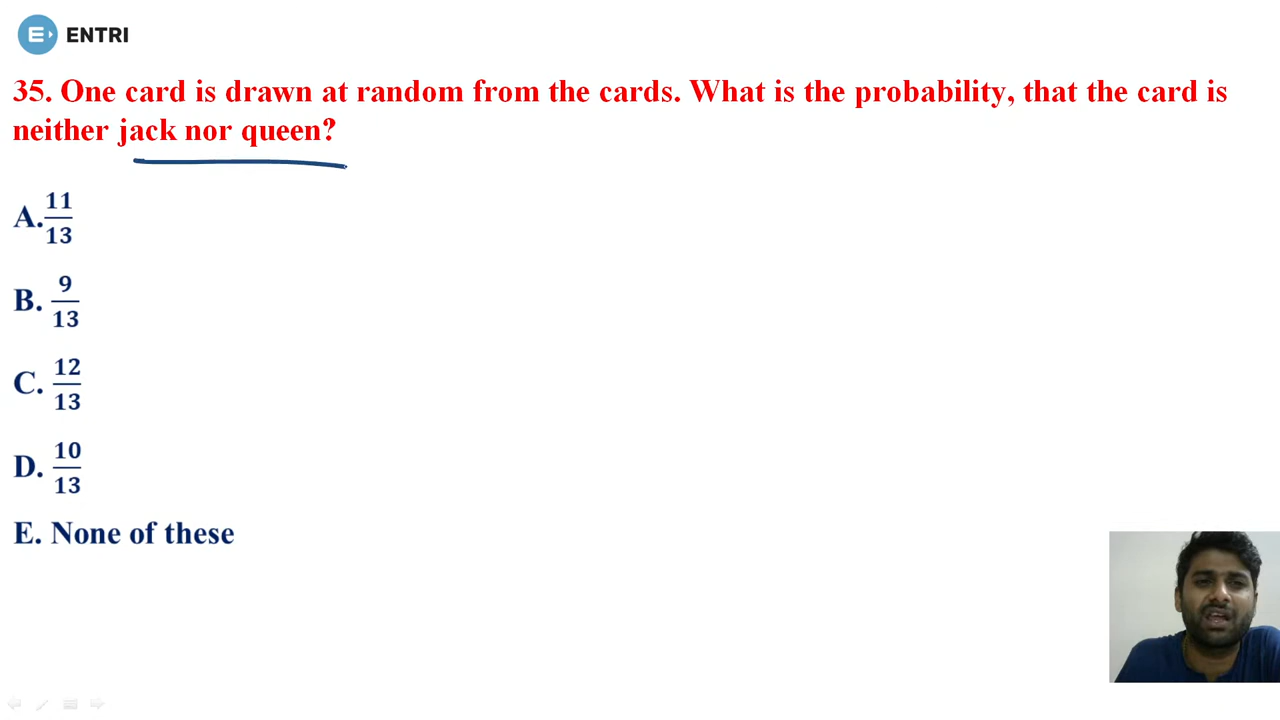 E ENTRI
35. One card is drawn at random from the cards. What is the probability, that the card is
neither jack nor queen?
A. 11/13
B. 9/13
C. 12/13
D. 10/13
E. None of these